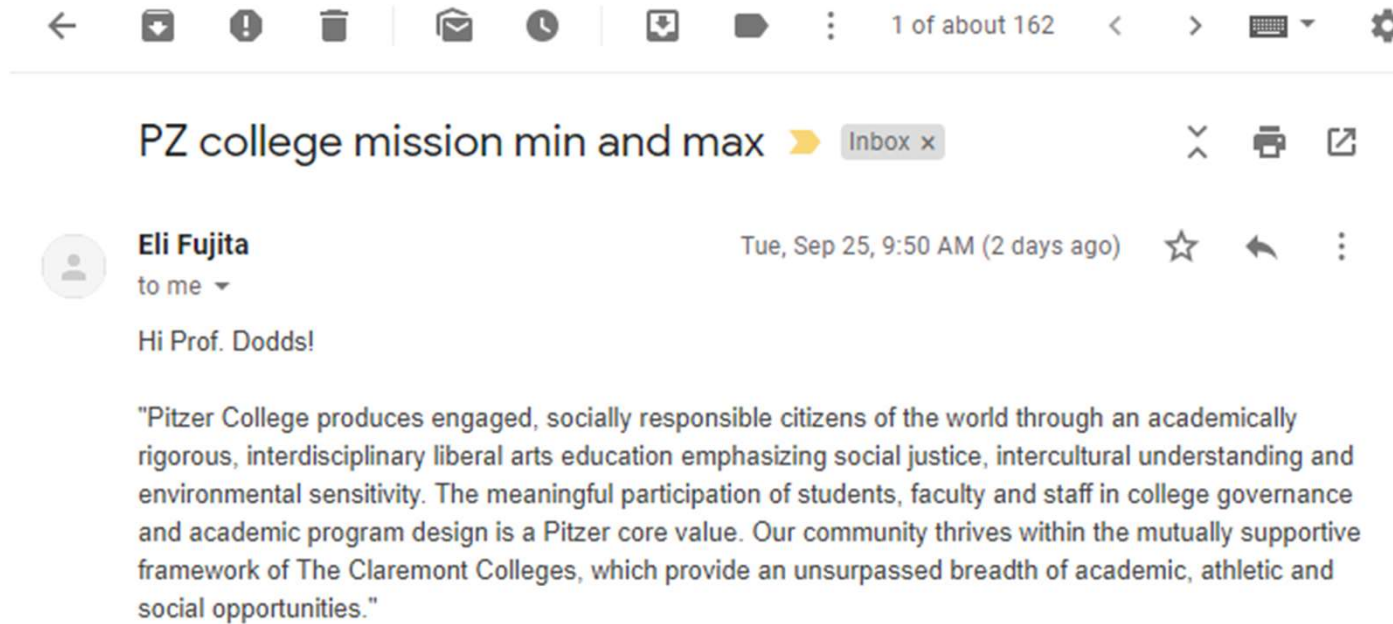 1 of about 162
PZ college mission min and max
Inbox x
Eli Fujita
Tue, Sep 25, 9:50 AM (2 days ago)
to me
Hi Prof. Dodds!
"Pitzer College produces engaged, socially responsible citizens of the world through an academically
rigorous, interdisciplinary liberal arts education emphasizing social justice, intercultural understanding and
environmental sensitivity. The meaningful participation of students, faculty and staff in college governance
and academic program design is a Pitzer core value. Our community thrives within the mutually supportive
framework of The Claremont Colleges, which provide an unsurpassed breadth of academic, athletic and
social opportunities."